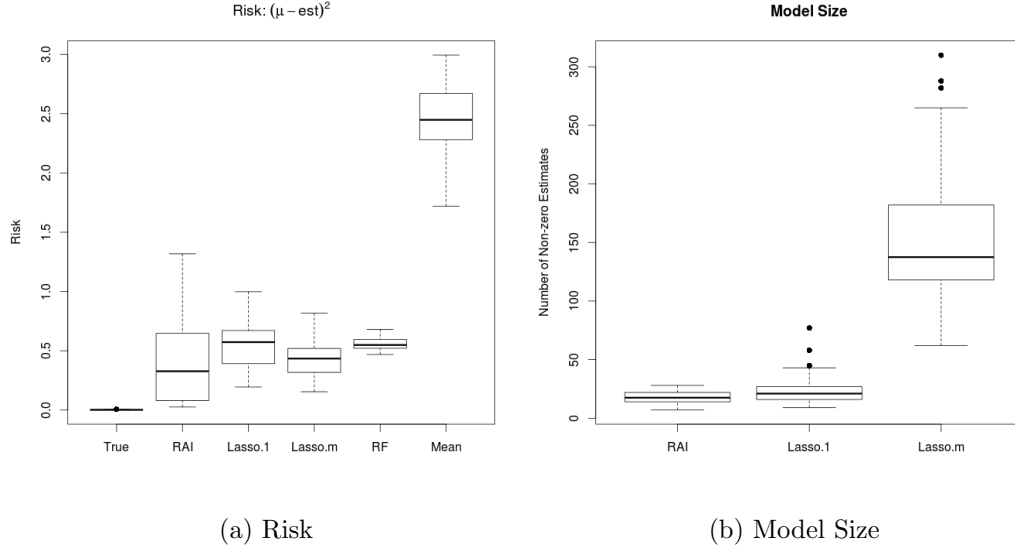 Risk: (μ − est)²
Risk
3.0
2.5
2.0
1.5
1.0
0.5
0.0
True RAI Lasso.1 Lasso.m RF Mean
(a) Risk
Model Size
Number of Non-zero Estimates
300
250
200
150
100
50
0
RAI Lasso.1 Lasso.m
(b) Model Size